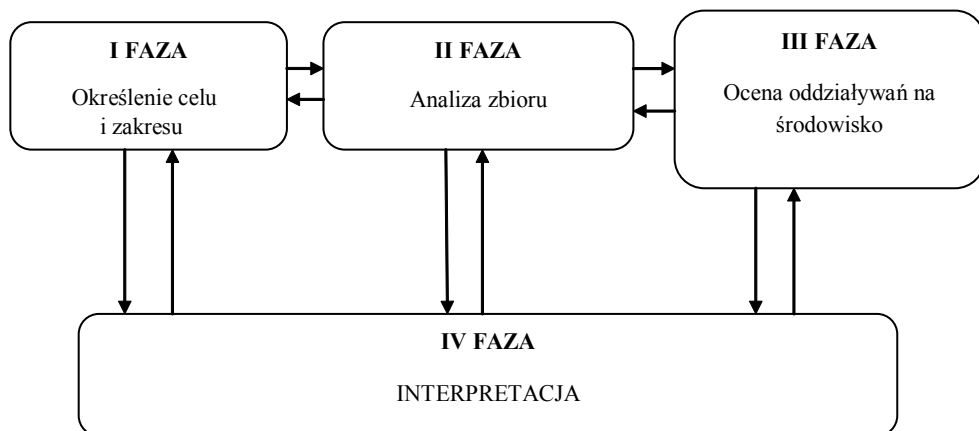 I FAZA
Określenie celu
i zakresu
II FAZA
Analiza zbioru
III FAZA
Ocena oddziaływań na
środowisko
IV FAZA
INTERPRETACJA